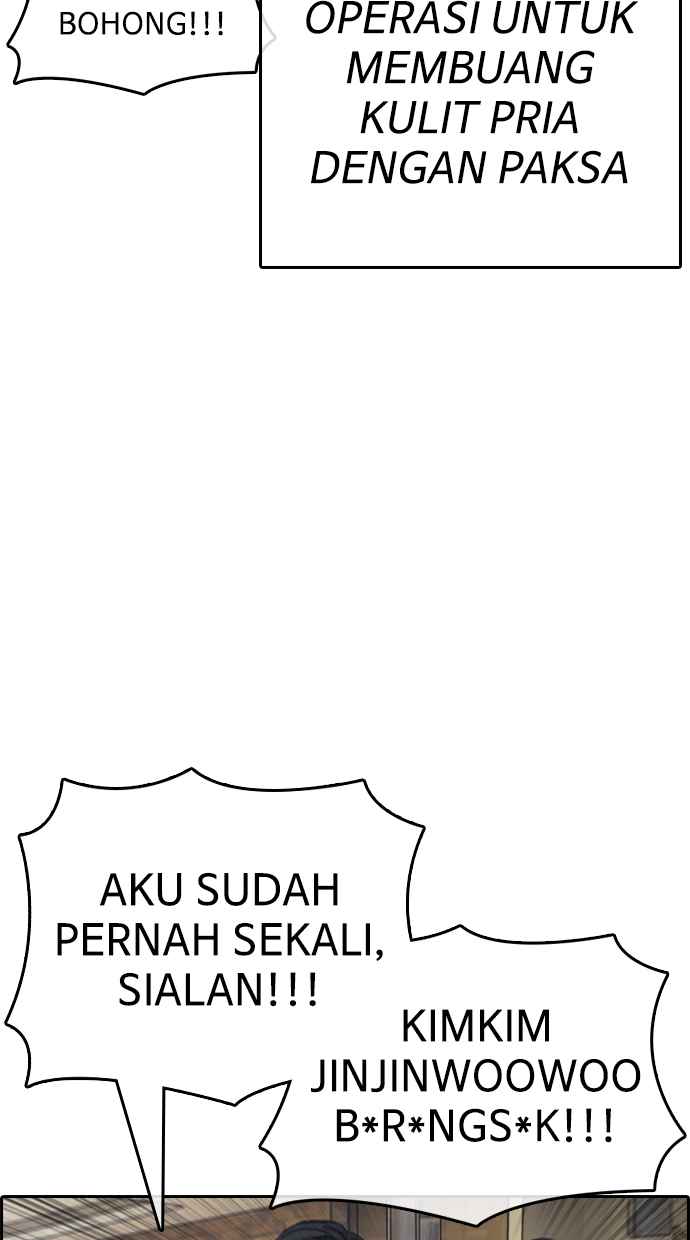 BOHONG!!!
OPERASI UNTUK
MEMBUANG
KULIT PRIA
DENGAN PAKSA
AKU SUDAH
PERNAH SEKALI,
SIALAN!!!
KIMKIM
JINJINWOOWOO
B*R*NGS*K!!!